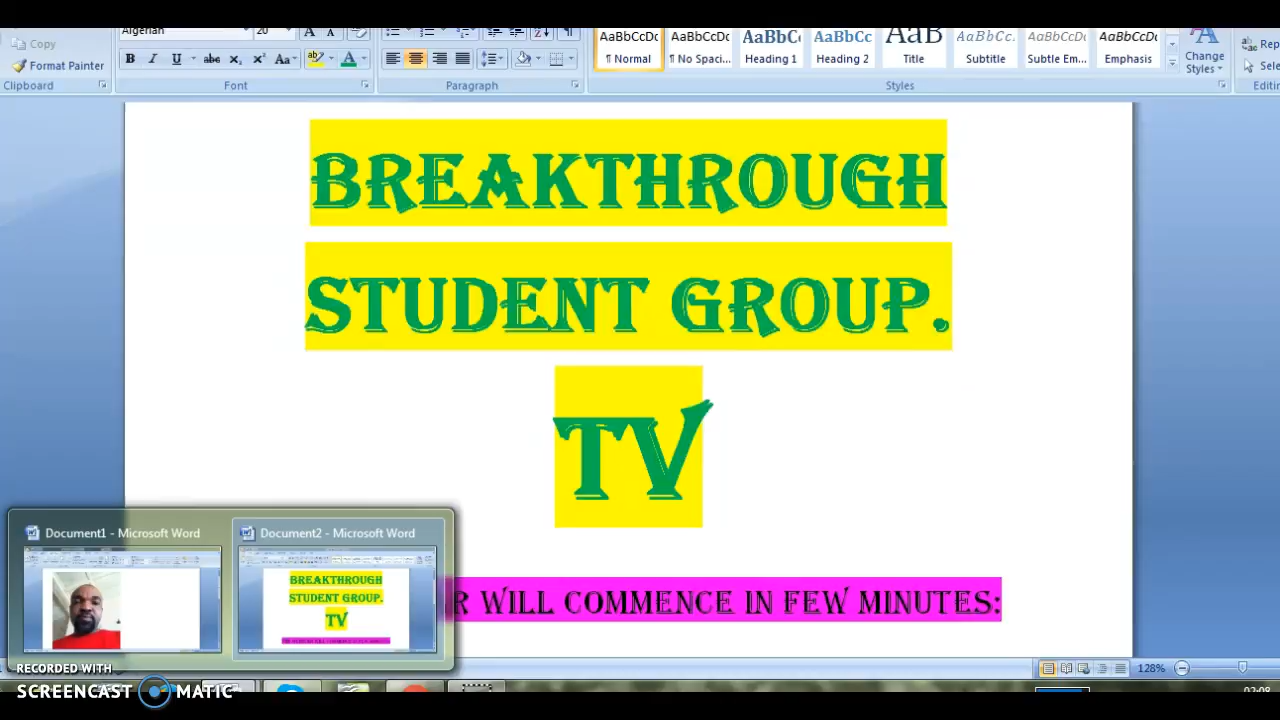 Algerian 20
AaBbCcDc AaBbCcDc AaBbCc AaBbCc AaB AaBbCc. AaBbCcDc AaBbCcDc
Copy
Format Painter
¶ Normal ¶ No Spaci... Heading 1 Heading 2 Title Subtitle Subtle Em... Emphasis
Change
Styles
Clipboard Font Paragraph Styles
BREAKTHROUGH
STUDENT GROUP.
TV
WILL COMMENCE IN FEW MINUTES:
Document1 - Microsoft Word
Document2 - Microsoft Word
BREAKTHROUGH
STUDENT GROUP.
TV
128%
RECORDED WITH
SCREENCAST MATIC
02:08